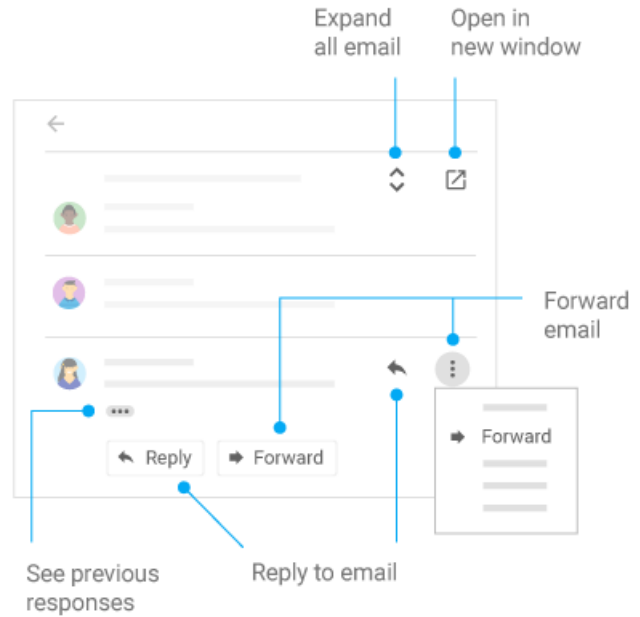 Expand
all email
Open in
new window
Forward
email
Forward
Reply
Forward
See previous
responses
Reply to email